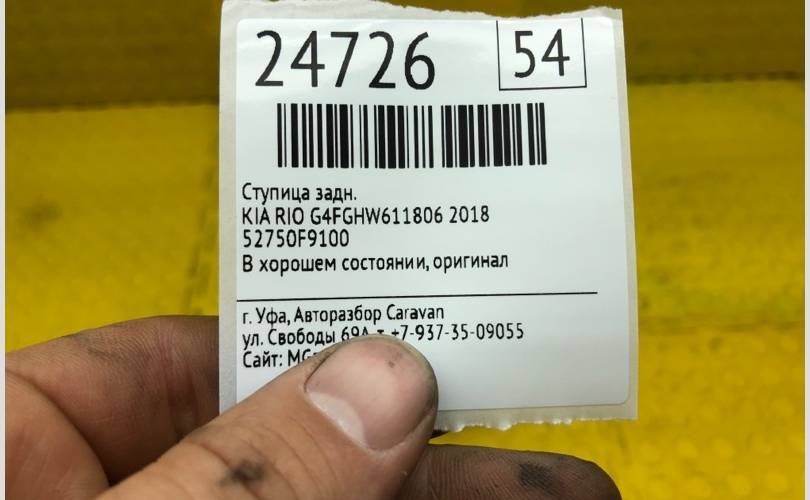 24726
54
Ступица задн.
KIA RIO G4FGHW611806 2018
52750F9100
В хорошем состоянии, оригинал
г. Уфа, Авторазбор Caravan
ул. Свободы 69А т. +7-937-35-09055
Сайт: